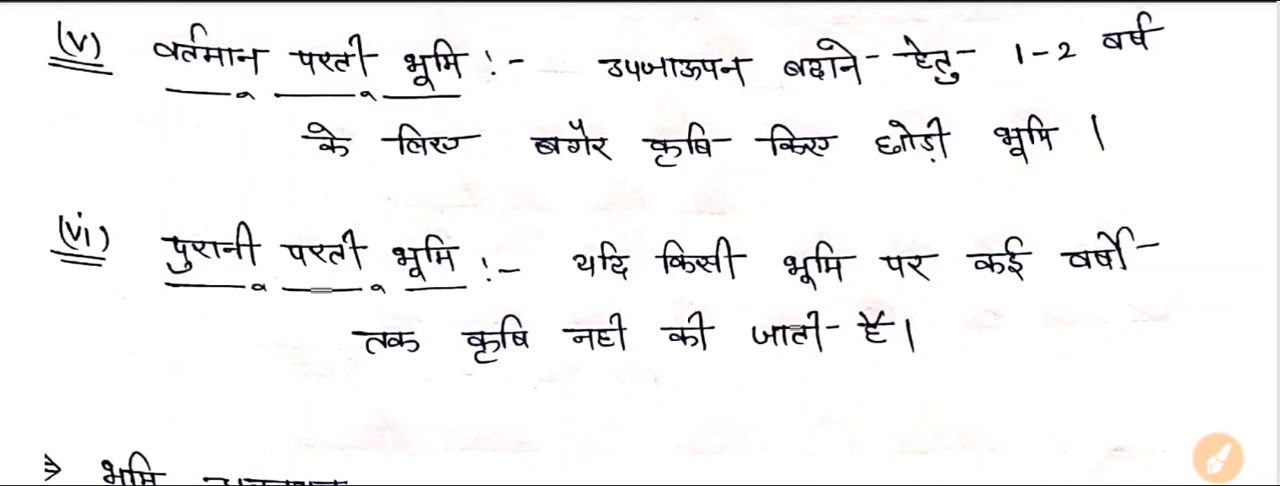 (v) वर्तमान परती भूमि :- उपजाऊपन बढाने हेतु 1-2 वर्ष
के लिए बगैर कृषि किए छोड़ी भूमि ।
(vi) पुरानी परती भूमि :- यदि किसी भूमि पर कई वर्षो
तक कृषि नही की जाती है ।
⇒ भूमि